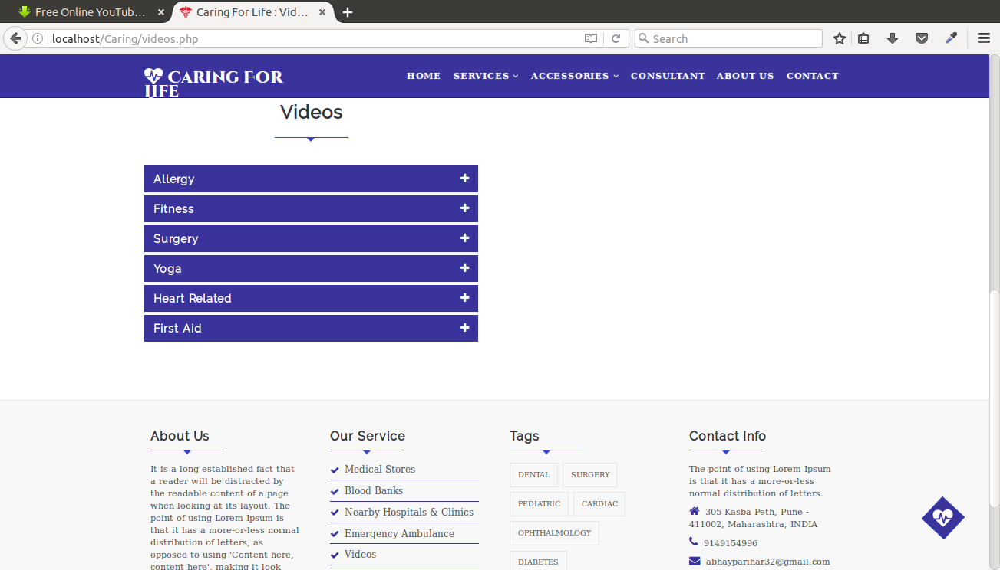 Free Online YouTub...
Caring For Life : Vid...
localhost/Caring/videos.php
Search
Caring For
Life
HOME SERVICES ACCESSORIES CONSULTANT ABOUT US CONTACT
Videos
Allergy
Fitness
Surgery
Yoga
Heart Related
First Aid
About Us
It is a long established fact that
a reader will be distracted by
the readable content of a page
when looking at its layout. The
point of using Lorem Ipsum is
that it has a more-or-less normal
distribution of letters, as
opposed to using 'Content here,
content here', making it look
Our Service
Medical Stores
Blood Banks
Nearby Hospitals & Clinics
Emergency Ambulance
Videos
Tags
DENTAL SURGERY
PEDIATRIC CARDIAC
OPHTHALMOLOGY
DIABETES
Contact Info
The point of using Lorem Ipsum
is that it has a more-or-less
normal distribution of letters.
305 Kasba Peth, Pune -
411002, Maharashtra, INDIA
9149154996
abhayparihar32@gmail.com